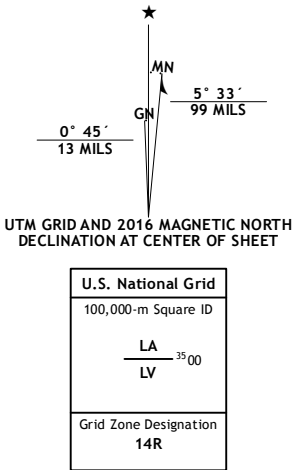 ★
MN
GN
5° 33´
99 MILS
0° 45´
13 MILS
UTM GRID AND 2016 MAGNETIC NORTH
DECLINATION AT CENTER OF SHEET
U.S. National Grid
100,000-m Square ID
LA
3500
LV
Grid Zone Designation
14R